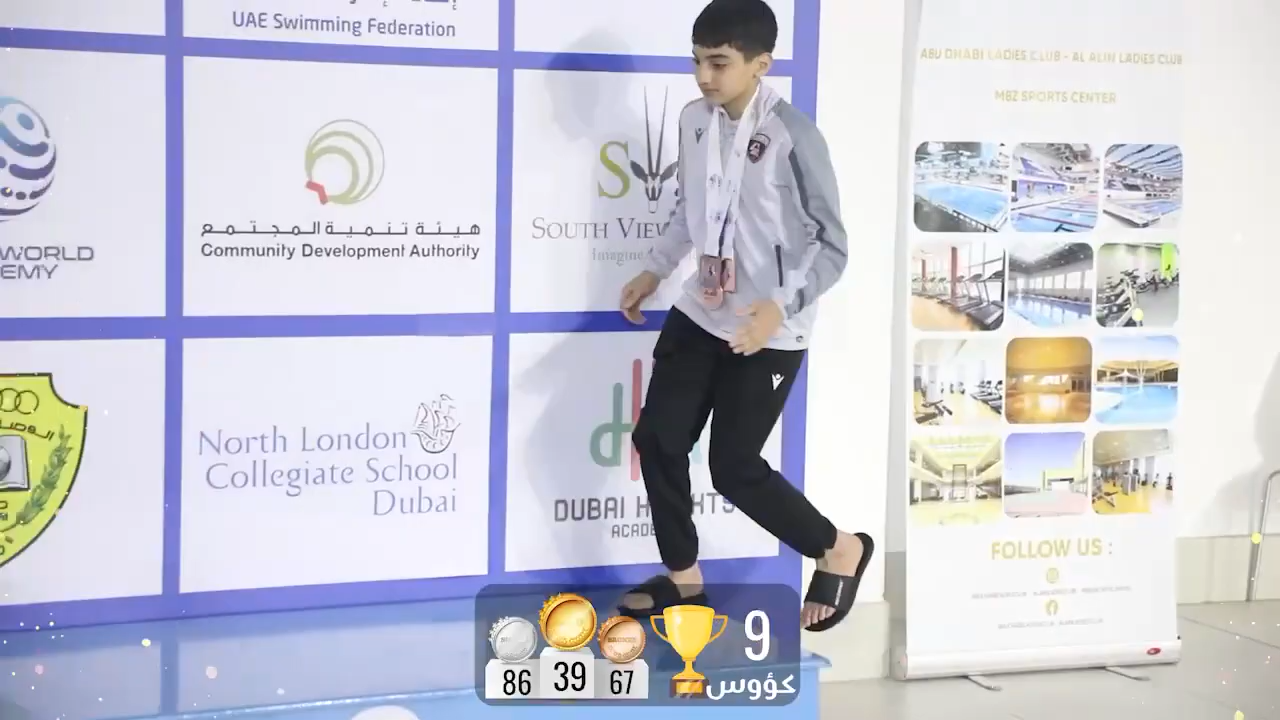 UAE Swimming Federation
هيئة تنمية المجتمع
Community Development Authority
WORLD
EMY
S
SOUTH VIEW
Imagine
North London
Collegiate School
Dubai
DUBAI H
HTS
ACADE
ABU DHABI LADIES CLUB - AL AIN LADIES CLUB
MBZ SPORTS CENTER
FOLLOW US :
86
39
67
9
كؤوس